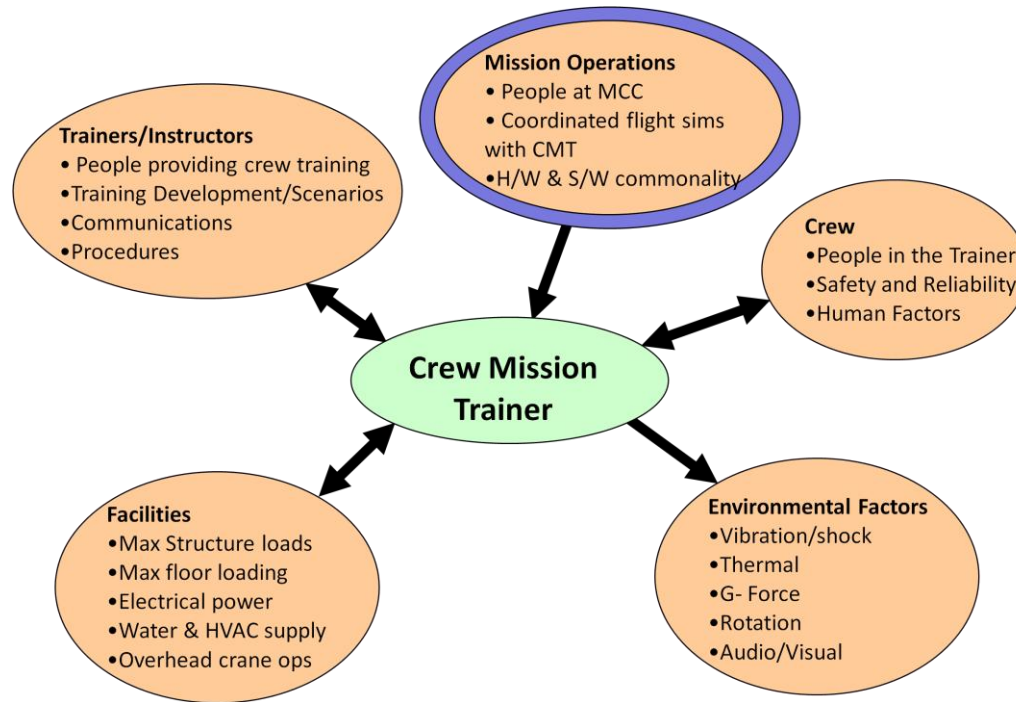 Mission Operations
• People at MCC
• Coordinated flight sims
with CMT
•H/W & S/W commonality
Trainers/Instructors
• People providing crew training
•Training Development/Scenarios
•Communications
•Procedures
Crew
•People in the Trainer
•Safety and Reliability
•Human Factors
Crew Mission
Trainer
Facilities
•Max Structure loads
•Max floor loading
•Electrical power
•Water & HVAC supply
•Overhead crane ops
Environmental Factors
•Vibration/shock
•Thermal
•G- Force
•Rotation
•Audio/Visual